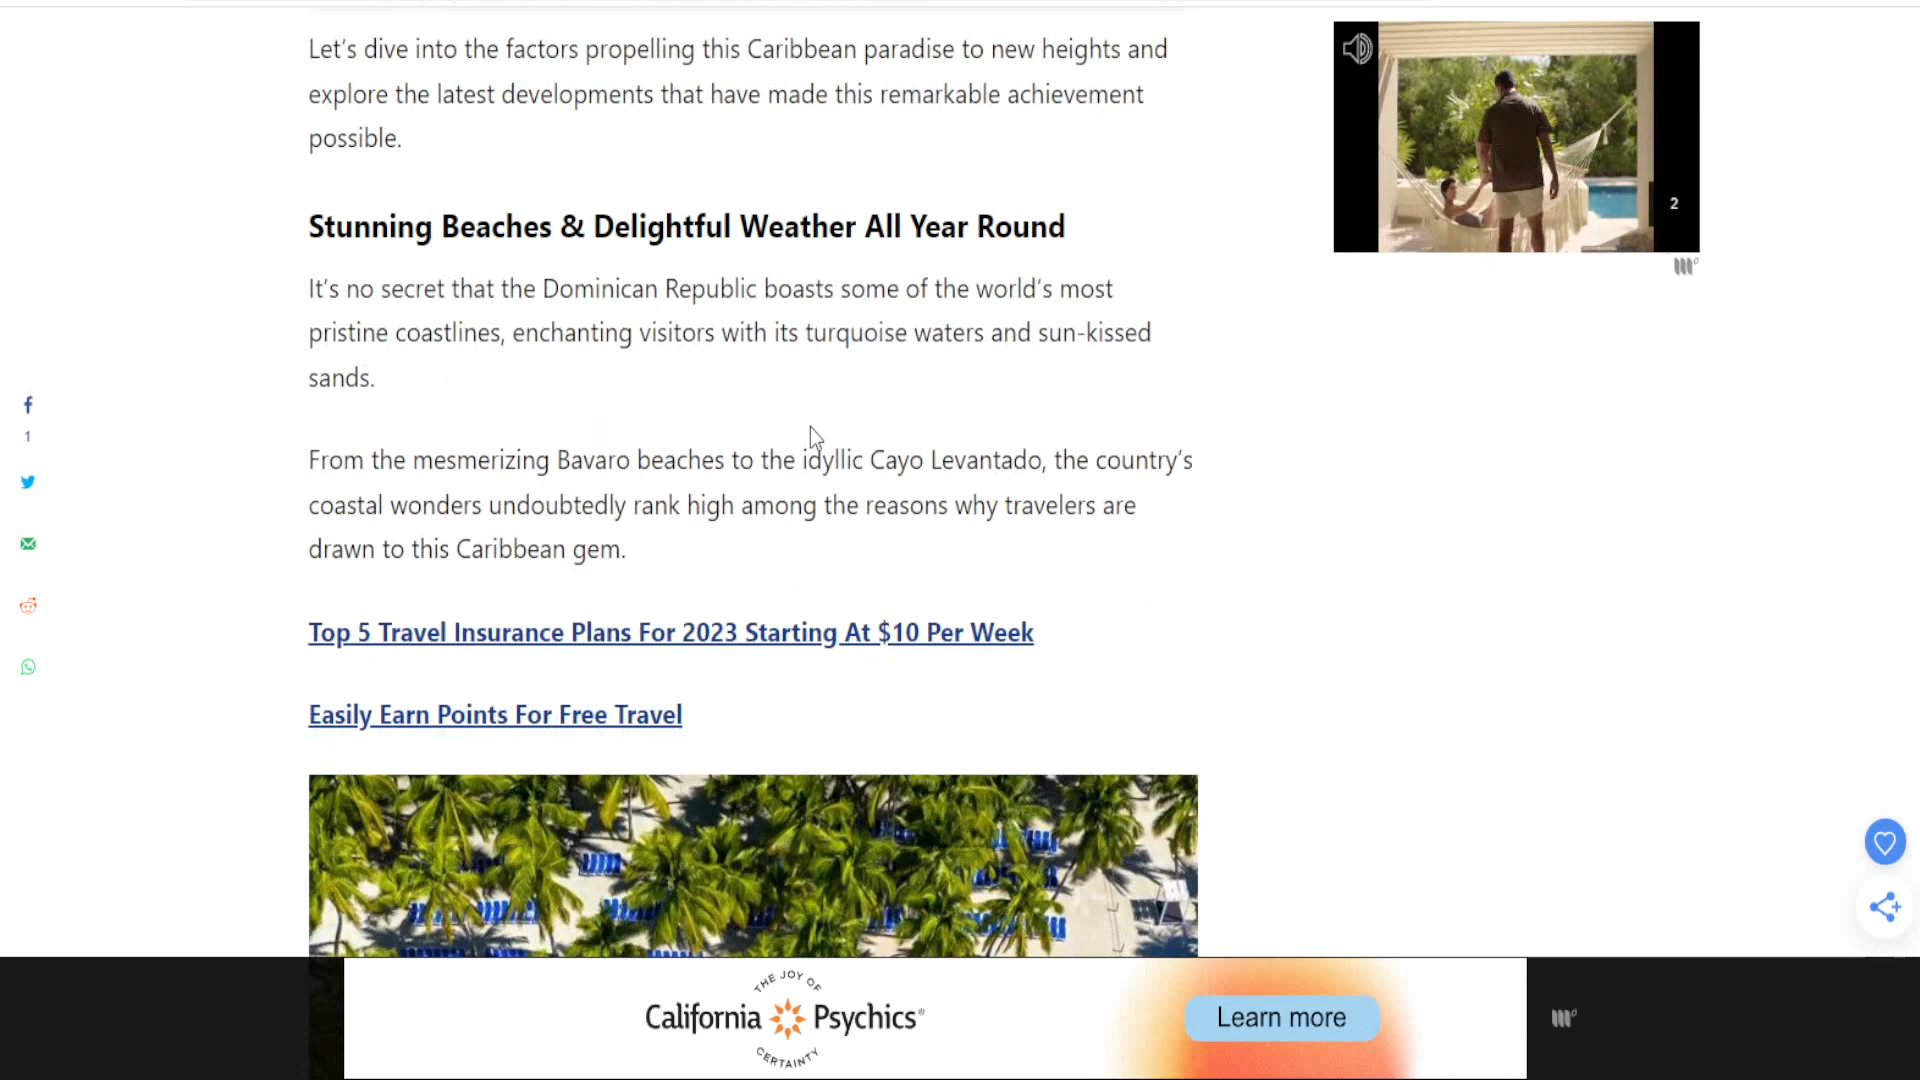 Let’s dive into the factors propelling this Caribbean paradise to new heights and
explore the latest developments that have made this remarkable achievement
possible.
2
Stunning Beaches & Delightful Weather All Year Round
It’s no secret that the Dominican Republic boasts some of the world’s most
pristine coastlines, enchanting visitors with its turquoise waters and sun-kissed
sands.
1
From the mesmerizing Bavaro beaches to the idyllic Cayo Levantado, the country’s
coastal wonders undoubtedly rank high among the reasons why travelers are
drawn to this Caribbean gem.
Top 5 Travel Insurance Plans For 2023 Starting At $10 Per Week
Easily Earn Points For Free Travel
THE JOY OF
California Psychics®
CERTAINTY
Learn more